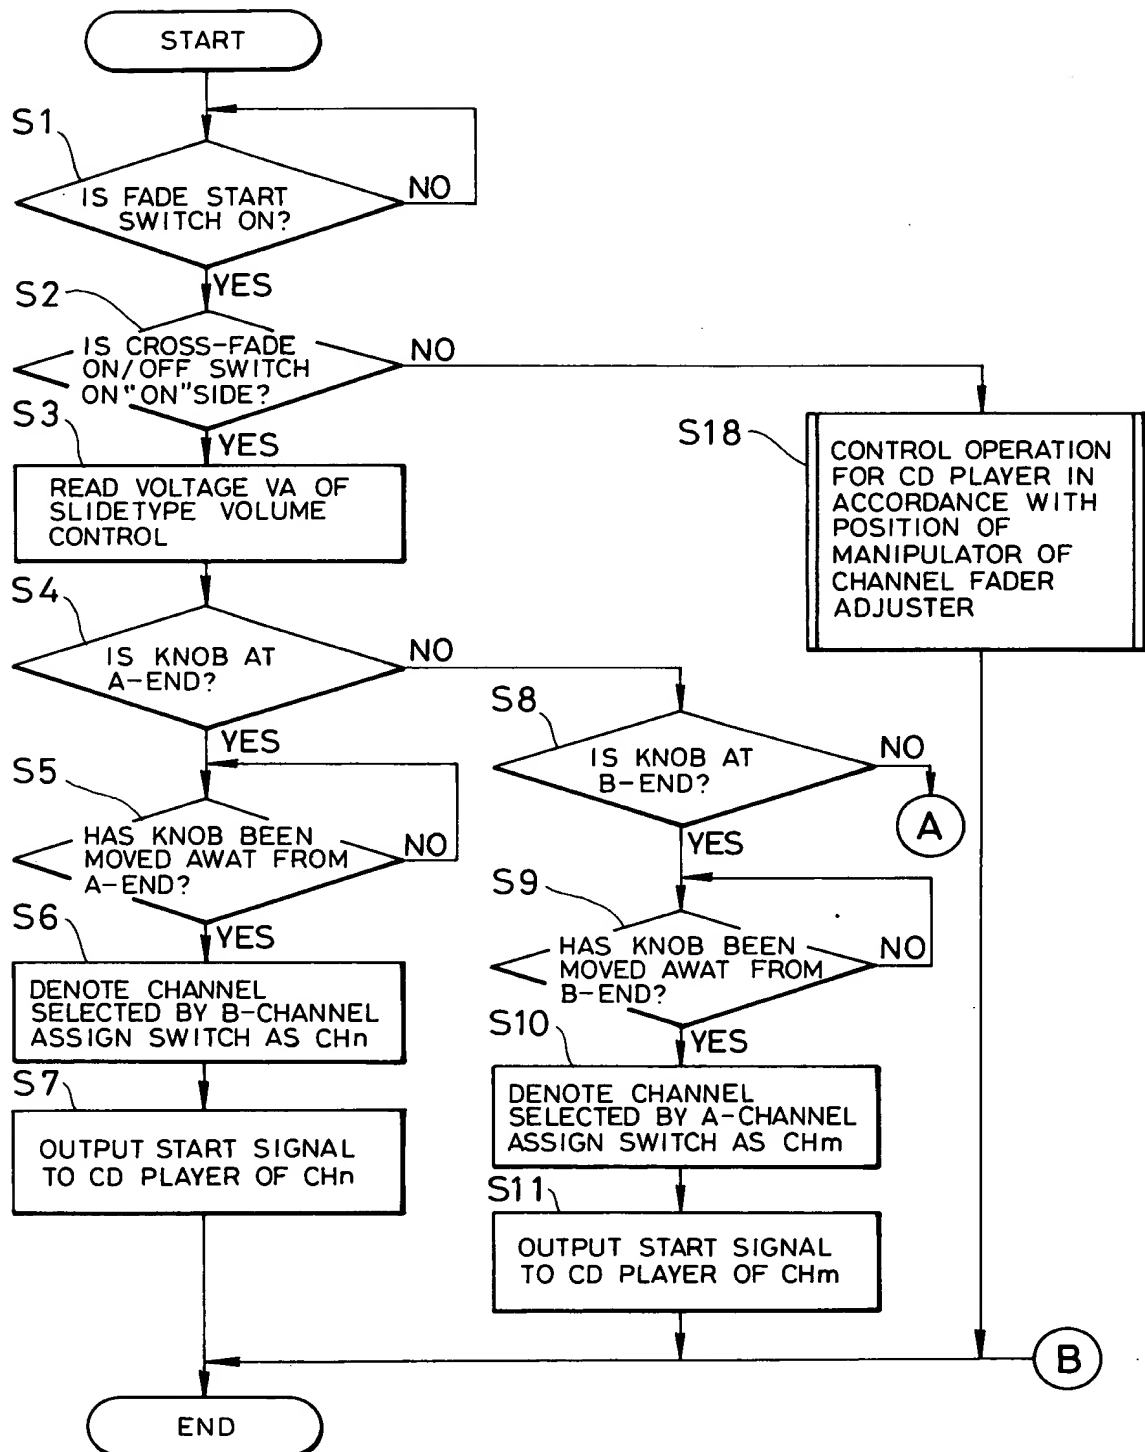 START
S1
IS FADE START
SWITCH ON?
NO
YES
S2
IS CROSS-FADE
ON/OFF SWITCH
ON "ON" SIDE?
NO
YES
S3
READ VOLTAGE VA OF
SLIDETYPE VOLUME
CONTROL
S18
CONTROL OPERATION
FOR CD PLAYER IN
ACCORDANCE WITH
POSITION OF
MANIPULATOR OF
CHANNEL FADER
ADJUSTER
S4
IS KNOB AT
A-END?
NO
YES
S5
HAS KNOB BEEN
MOVED AWAT FROM
A-END?
NO
YES
S6
DENOTE CHANNEL
SELECTED BY B-CHANNEL
ASSIGN SWITCH AS CHn
S7
OUTPUT START SIGNAL
TO CD PLAYER OF CHn
S8
IS KNOB AT
B-END?
NO
A
YES
S9
HAS KNOB BEEN
MOVED AWAT FROM
B-END?
NO
YES
S10
DENOTE CHANNEL
SELECTED BY A-CHANNEL
ASSIGN SWITCH AS CHm
S11
OUTPUT START SIGNAL
TO CD PLAYER OF CHm
B
END